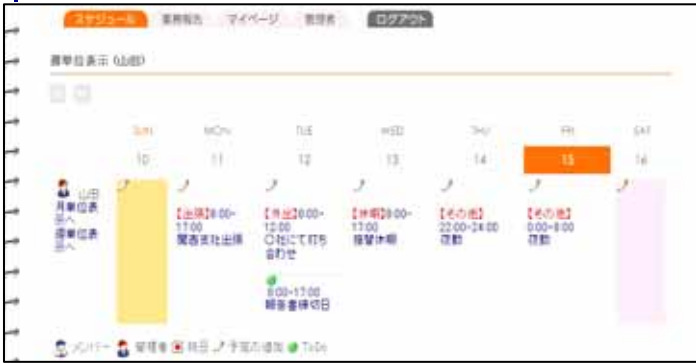 スケジュール 業務報告 マイページ 管理者 ログアウト
週単位表示 (山田)
SUN MON TUE WED THU FRI SAT
10 11 12 13 14 15 16
山田
月単位表示へ
週単位表示へ
【出張】8:00-
17:00
関西支社出張
【外出】8:00-
12:00
〇社にて打ち
合わせ
8:00-17:00
報告書締切日
【休暇】8:00-
17:00
振替休暇
【その他】
22:00-24:00
夜勤
【その他】
0:00-8:00
夜勤
メンバー 管理者 祝日 予定の追加 ToDo